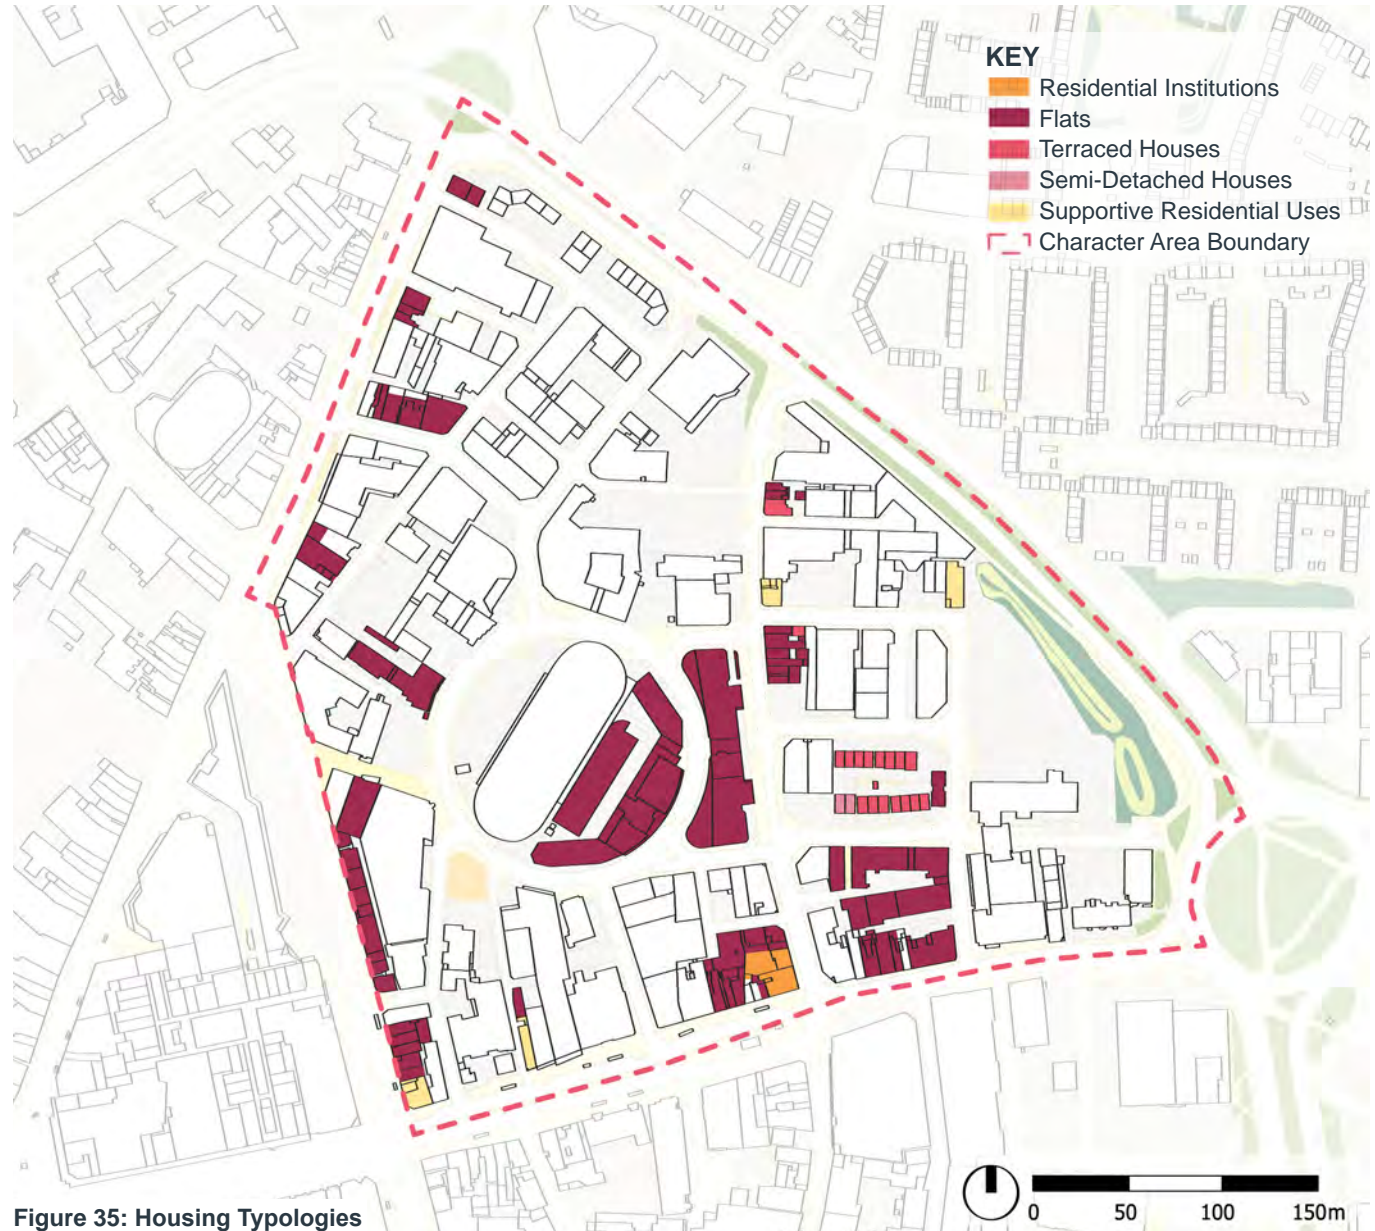 KEY
Residential Institutions
Flats
Terraced Houses
Semi-Detached Houses
Supportive Residential Uses
Character Area Boundary
0 50 100 150m
Figure 35: Housing Typologies